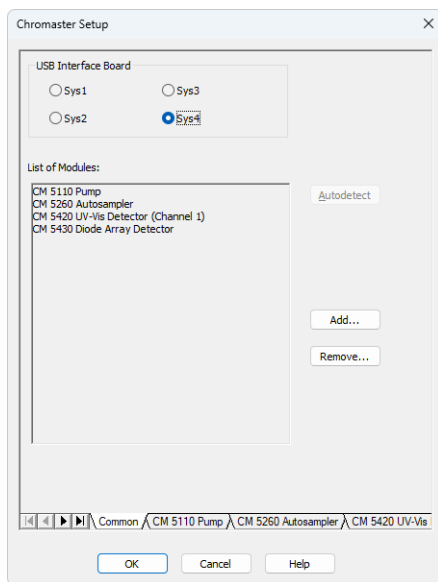 Chromaster Setup
USB Interface Board
Sys1
Sys3
Sys2
Sys4
List of Modules:
CM 5110 Pump
CM 5260 Autosampler
CM 5420 UV-Vis Detector (Channel 1)
CM 5430 Diode Array Detector
Autodetect
Add...
Remove...
Common
CM 5110 Pump
CM 5260 Autosampler
CM 5420 UV-Vis
OK
Cancel
Help